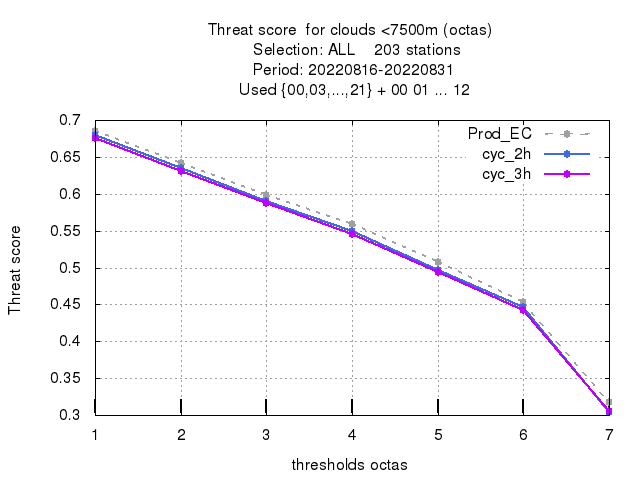 Threat score for clouds <7500m (octas)
Selection: ALL 203 stations
Period: 20220816-20220831
Used {00,03,...,21} + 00 01 ... 12
Prod_EC
cyc_2h
cyc_3h
0.7
0.65
0.6
0.55
0.5
0.45
0.4
0.35
0.3
Threat score
1 2 3 4 5 6 7
thresholds octas